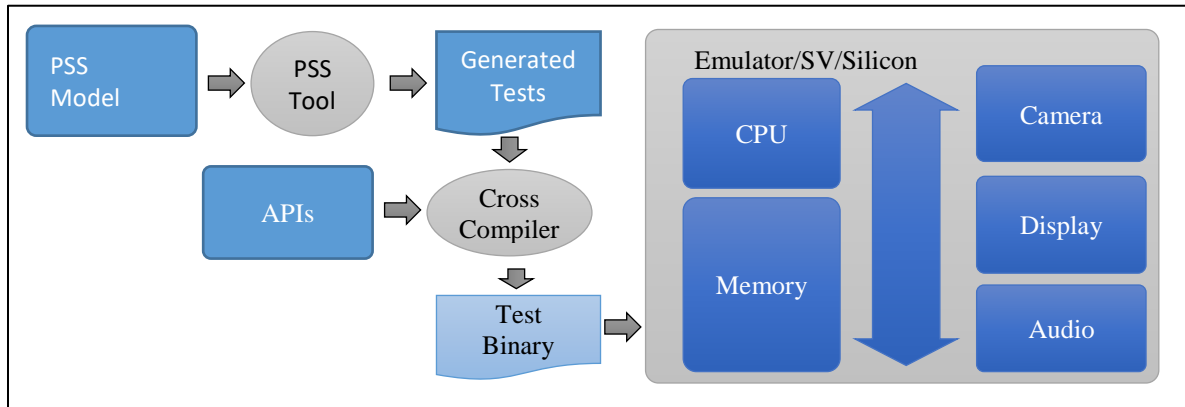 PSS
Model
PSS
Tool
Generated
Tests
APIs
Cross
Compiler
Test
Binary
Emulator/SV/Silicon
CPU
Memory
Camera
Display
Audio